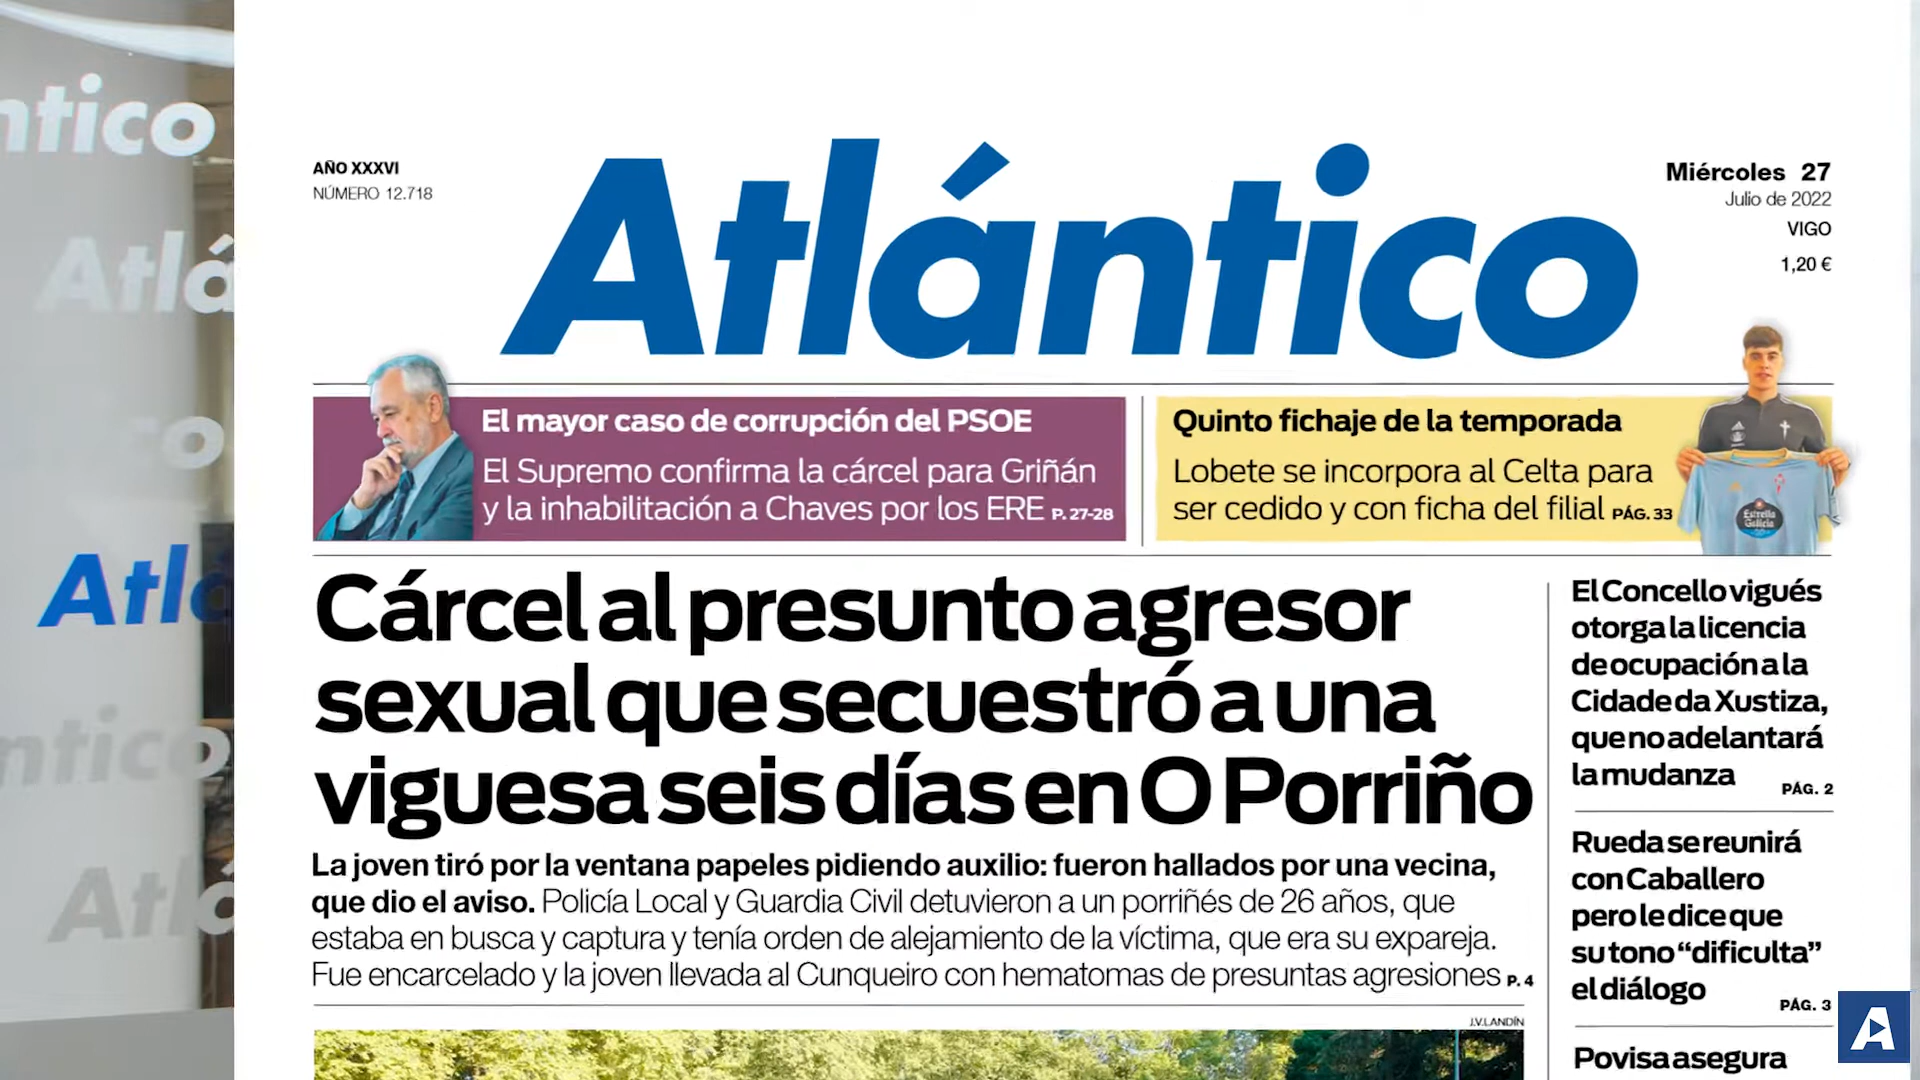 ntico
Atlá
co
Atlá
ntico
Atlá
AÑO XXXVI
NÚMERO 12.718
Atlántico
Miércoles 27
Julio de 2022
VIGO
1,20 €
El mayor caso de corrupción del PSOE
El Supremo confirma la cárcel para Griñán
y la inhabilitación a Chaves por los ERE P. 27-28
Quinto fichaje de la temporada
Lobete se incorpora al Celta para
ser cedido y con ficha del filial PÁG. 33
Estrella
Galicia
Cárcel al presunto agresor
sexual que secuestró a una
viguesa seis días en O Porriño
La joven tiró por la ventana papeles pidiendo auxilio: fueron hallados por una vecina,
que dio el aviso. Policía Local y Guardia Civil detuvieron a un porriñés de 26 años, que
estaba en busca y captura y tenía orden de alejamiento de la víctima, que era su expareja.
Fue encarcelado y la joven llevada al Cunqueiro con hematomas de presuntas agresiones P. 4
J.V.LANDÍN
El Concello vigués
otorga la licencia
de ocupación a la
Cidade da Xustiza,
que no adelantará
la mudanza PÁG. 2
Rueda se reunirá
con Caballero
pero le dice que
su tono “dificulta”
el diálogo PÁG. 3
Povisa asegura
A